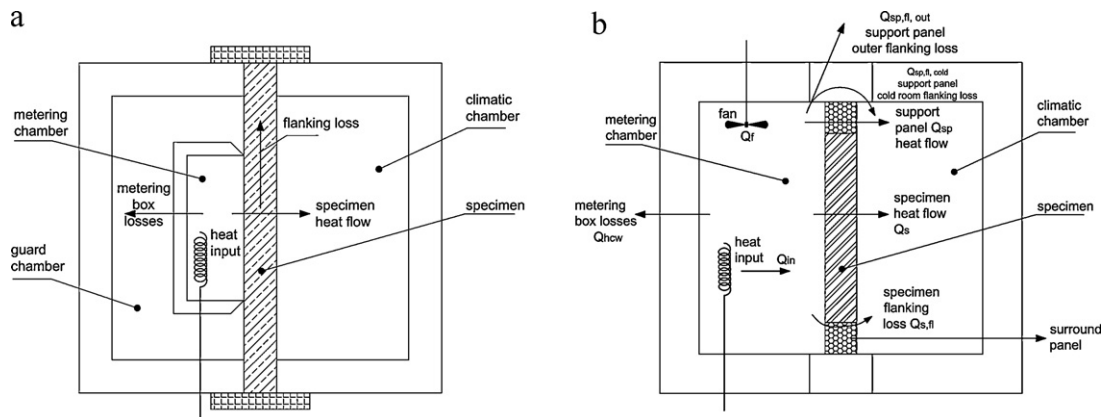 a
metering
chamber
metering
box
losses
guard
chamber
heat
input
flanking loss
specimen
heat flow
climatic
chamber
specimen
b
Qsp,fl, out
support panel
outer flanking loss
Qsp,fl, cold
support panel
cold room flanking loss
metering
chamber
fan
Qf
support
panel Qsp
heat flow
climatic
chamber
metering
box losses
Qhcw
heat
input
Qin
specimen
heat flow
Qs
specimen
specimen
flanking
loss Qs,fl
surround
panel